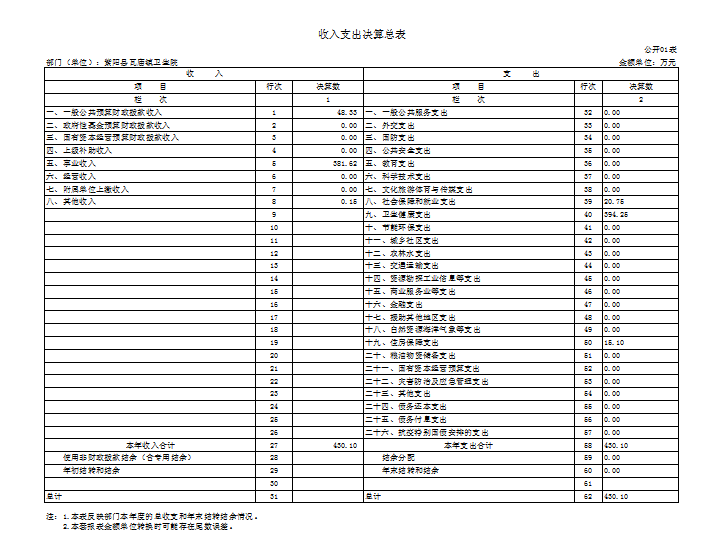 收入支出决算总表
公开01表
部门（单位）：紫阳县瓦庙镇卫生院 金额单位：万元
收 入 支 出
项 目 行次 决算数 项 目 行次 决算数
栏 次 1 栏 次 2
一、一般公共预算财政拨款收入 1 48.33 一、一般公共服务支出 32 0.00
二、政府性基金预算财政拨款收入 2 0.00 二、外交支出 33 0.00
三、国有资本经营预算财政拨款收入 3 0.00 三、国防支出 34 0.00
四、上级补助收入 4 0.00 四、公共安全支出 35 0.00
五、事业收入 5 381.62 五、教育支出 36 0.00
六、经营收入 6 0.00 六、科学技术支出 37 0.00
七、附属单位上缴收入 7 0.00 七、文化旅游体育与传媒支出 38 0.00
八、其他收入 8 0.15 八、社会保障和就业支出 39 20.75
9 九、卫生健康支出 40 394.25
10 十、节能环保支出 41 0.00
11 十一、城乡社区支出 42 0.00
12 十二、农林水支出 43 0.00
13 十三、交通运输支出 44 0.00
14 十四、资源勘探工业信息等支出 45 0.00
15 十五、商业服务业等支出 46 0.00
16 十六、金融支出 47 0.00
17 十七、援助其他地区支出 48 0.00
18 十八、自然资源海洋气象等支出 49 0.00
19 十九、住房保障支出 50 15.10
20 二十、粮油物资储备支出 51 0.00
21 二十一、国有资本经营预算支出 52 0.00
22 二十二、灾害防治及应急管理支出 53 0.00
23 二十三、其他支出 54 0.00
24 二十四、债务还本支出 55 0.00
25 二十五、债务付息支出 56 0.00
26 二十六、抗疫特别国债安排的支出 57 0.00
本年收入合计 27 430.10 本年支出合计 58 430.10
使用非财政拨款结余（含专用结余） 28 结余分配 59 0.00
年初结转和结余 29 年末结转和结余 60 0.00
30 61
总计 31 总计 62 430.10
注：1.本表反映部门本年度的总收支和年末结转结余情况。
2.本套报表金额单位转换时可能存在尾数误差。